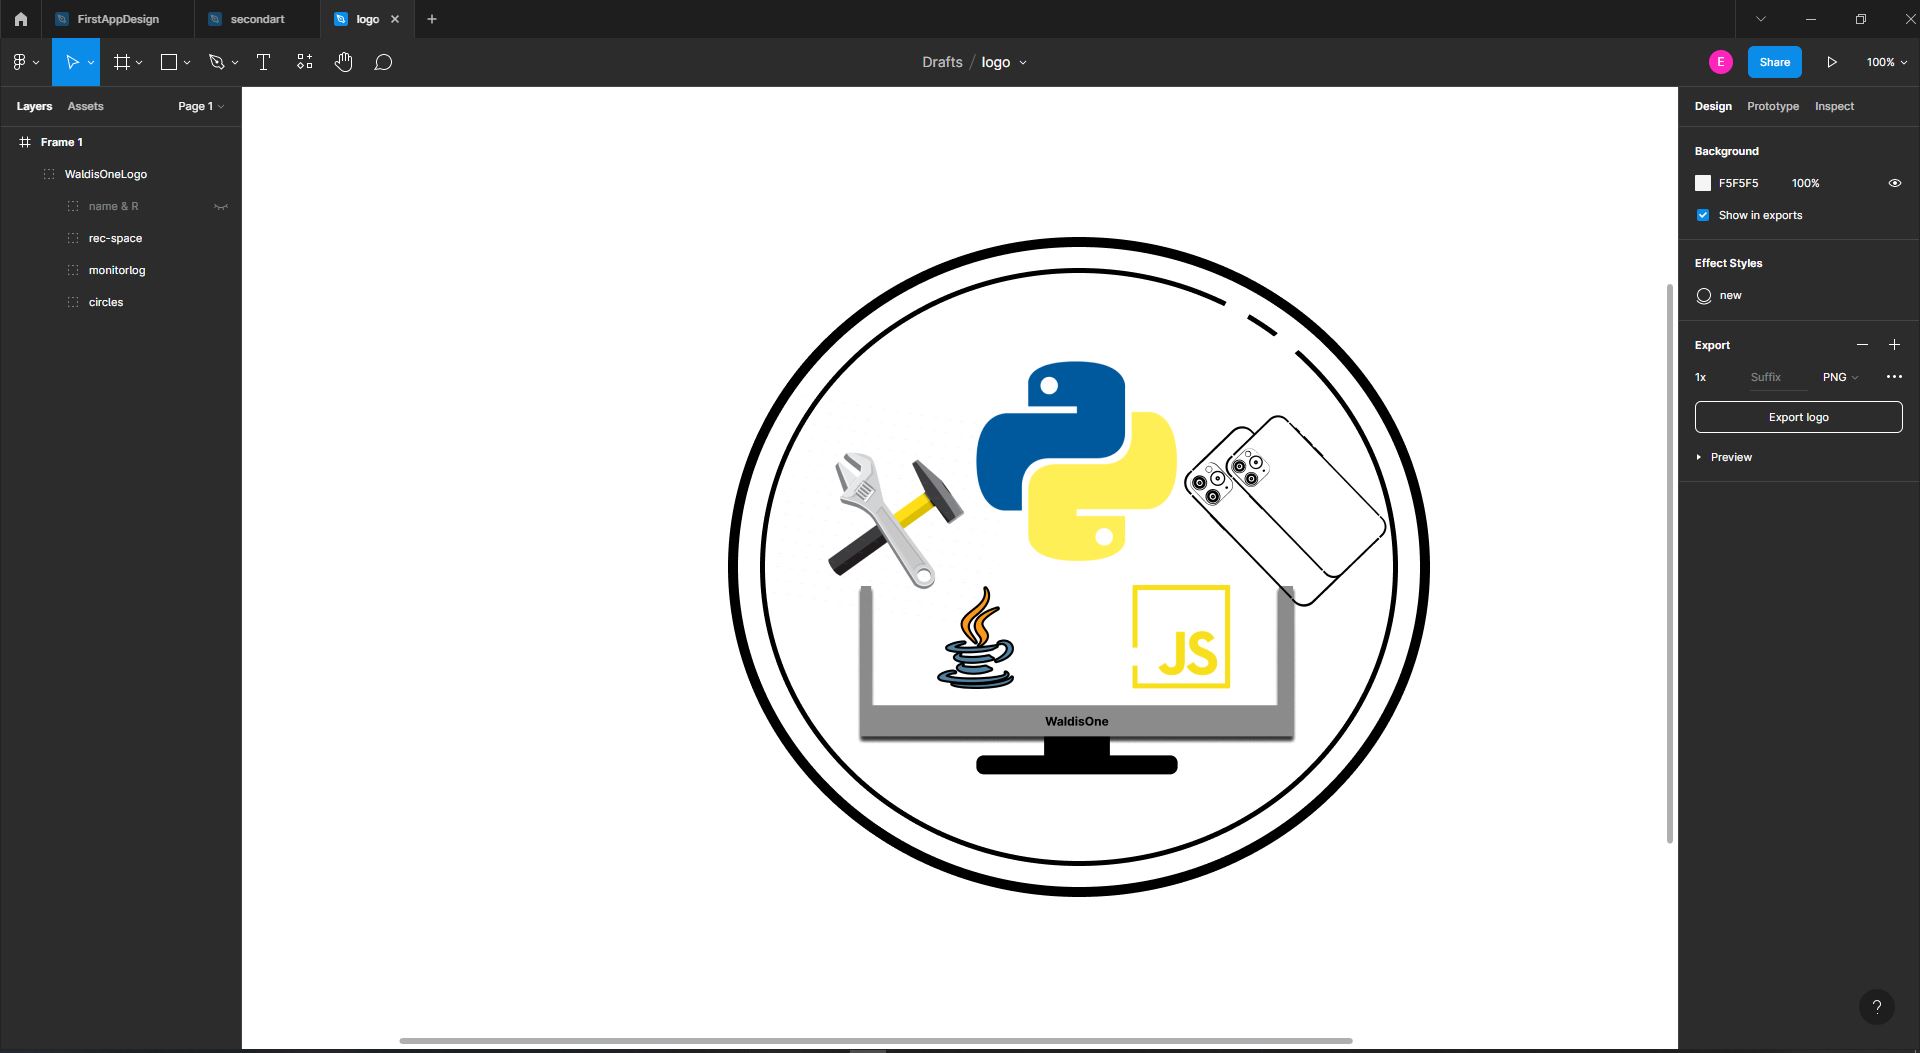 FirstAppDesign
secondart
logo
Drafts / logo
E
Share
100%
Layers
Assets
Page 1
Frame 1
WaldisOneLogo
name & R
rec-space
monitorlog
circles
JS
WaldisOne
Design
Prototype
Inspect
Background
F5F5F5 100%
Show in exports
Effect Styles
new
Export
1x Suffix PNG
Export logo
Preview
?